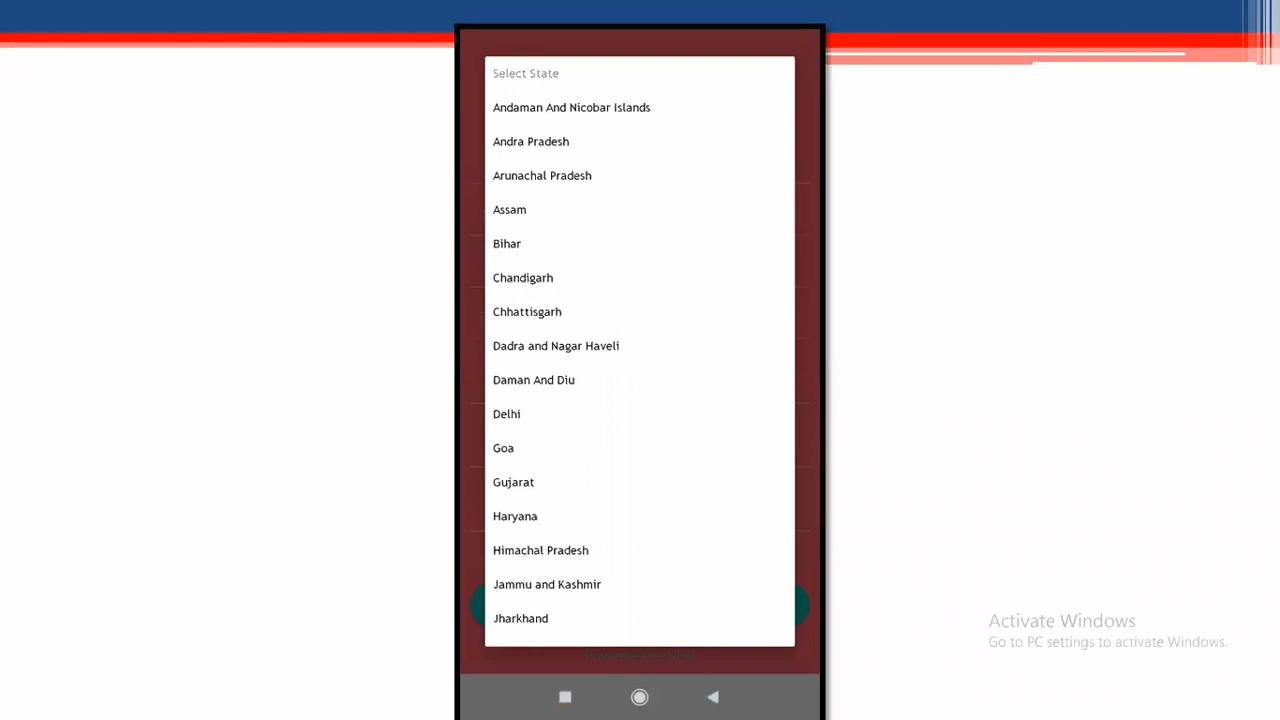 Select State
Andaman And Nicobar Islands
Andra Pradesh
Arunachal Pradesh
Assam
Bihar
Chandigarh
Chhattisgarh
Dadra and Nagar Haveli
Daman And Diu
Delhi
Goa
Gujarat
Haryana
Himachal Pradesh
Jammu and Kashmir
Jharkhand
Activate Windows
Go to PC settings to activate Windows.